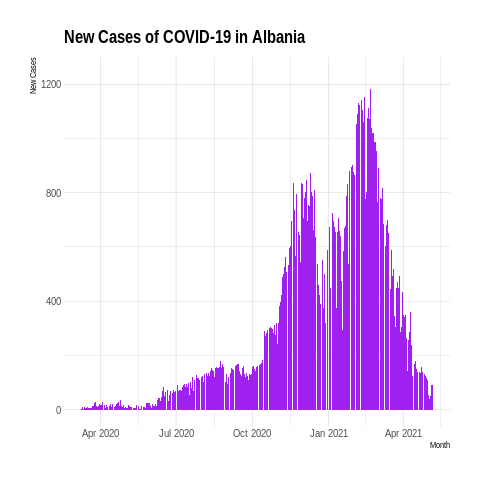 New Cases of COVID-19 in Albania
New Cases
1200
800
400
0
Apr 2020 Jul 2020 Oct 2020 Jan 2021 Apr 2021
Month